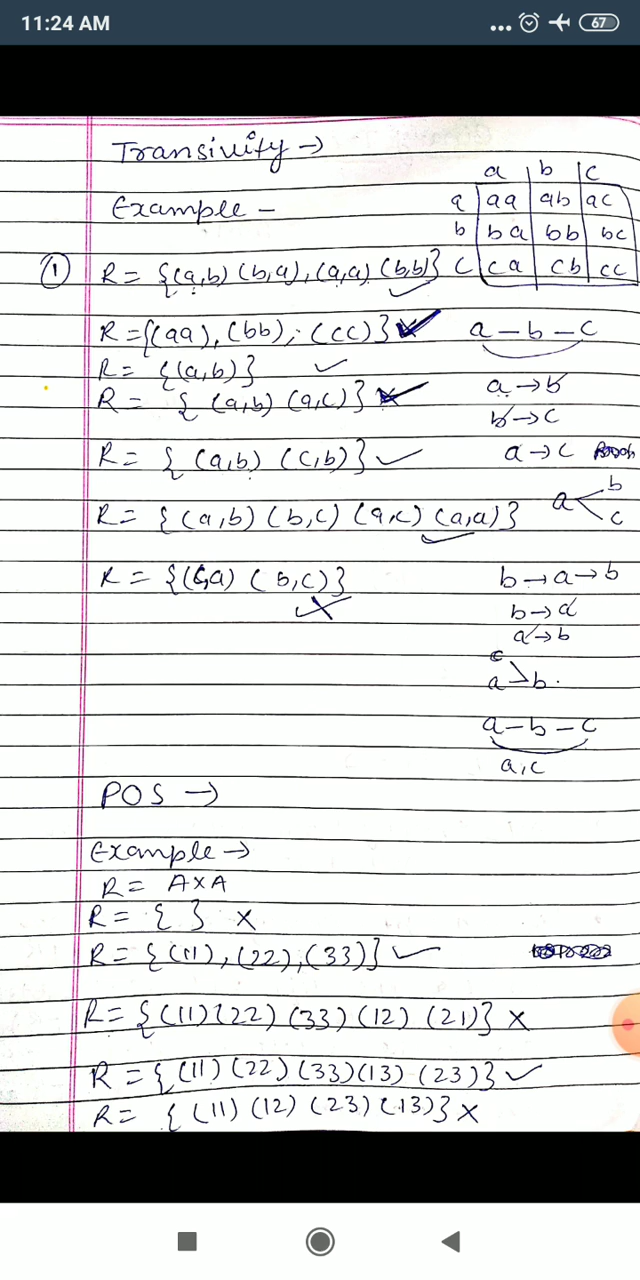 11:24 AM
67
Transivity →
a b c
Example -
a aa ab ac
b ba bb bc
① R = {(a,b) (b,a), (a,a) (b,b)} ✓
c ca cb cc
R = {(aa), (bb), (cc)} ✓
a - b - c
R = {(a,b)} ✓
a → b
R = { (a,b) (a,c)} ✓
b → c
R = { (a,b) (c,b)} ✓
a → c
R = {(a,b) (b,c) (a,c) (a,a)} ✓
a < b
c
R = {( ,a) (b,c)}
b → a → b
b → a
a → b
c
a > b.
a - b - c
a,c
POS →
Example →
R = A×A
R = { } ×
R = {(11), (22), (33)} ✓
R = {(11) (22) (33) (12) (21)} ×
R = {(11) (22) (33) (13) (23)} ✓
R = { (11) (12) (23) (13)} ×